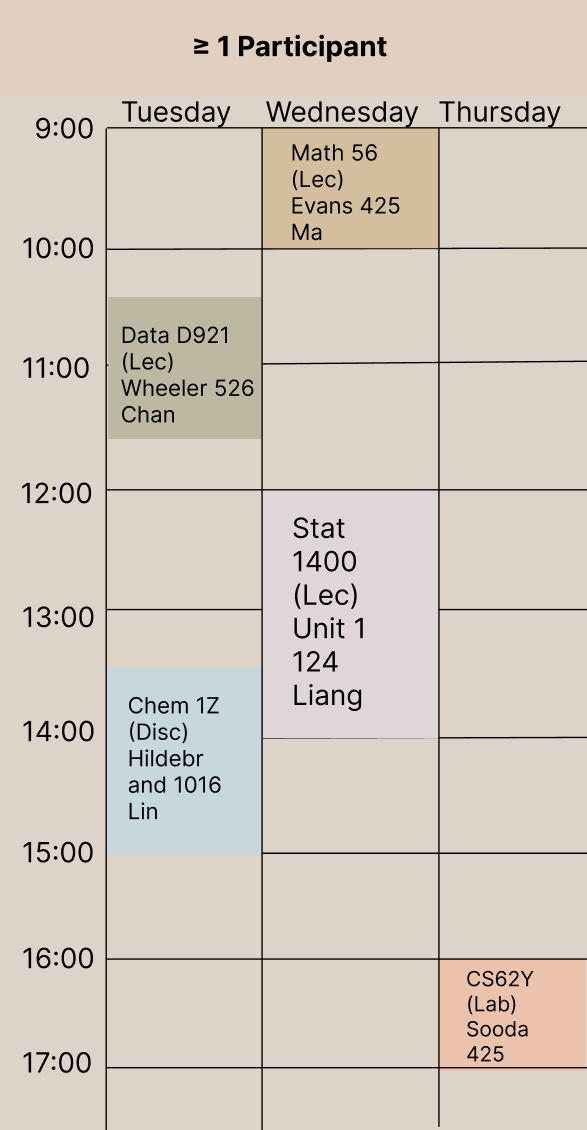 ≥ 1 Participant
Tuesday Wednesday Thursday
9:00
Math 56
(Lec)
Evans 425
Ma
10:00
Data D921
(Lec)
Wheeler 526
Chan
11:00
12:00
Stat
1400
(Lec)
Unit 1
124
Liang
13:00
Chem 1Z
(Disc)
Hildebr
and 1016
Lin
14:00
15:00
16:00
CS62Y
(Lab)
Sooda
425
17:00